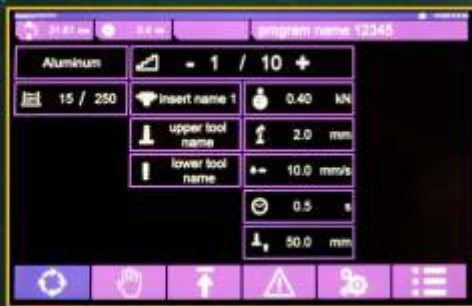 program name 12345
Aluminum
- 1 / 10 +
15 / 250
insert name 1
0.40 kN
upper tool
name
2.0 mm
lower tool
name
10.0 mm/s
0.5 s
50.0 mm